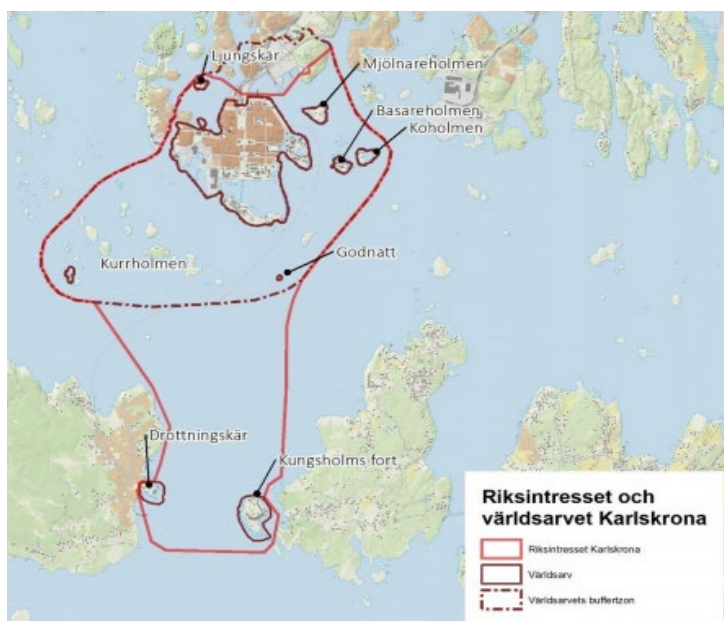 Ljungskär
Mjölnareholmen
Basareholmen
Koholmen
Kurrholmen
Godnatt
Drottningskär
Kungsholms fort
Riksintresset och
världsarvet Karlskrona
Riksintresset Karlskrona
Världsarv
Världsarvets buffertzon